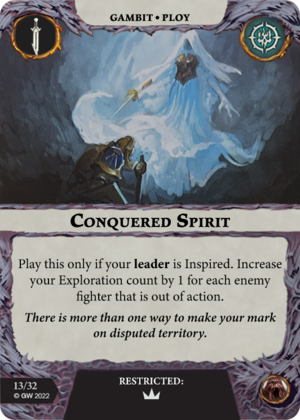 GAMBIT • PLOY
CONQUERED SPIRIT
Play this only if your leader is Inspired. Increase
your Exploration count by 1 for each enemy
fighter that is out of action.
There is more than one way to make your mark
on disputed territory.
13/32
© GW 2022
RESTRICTED: